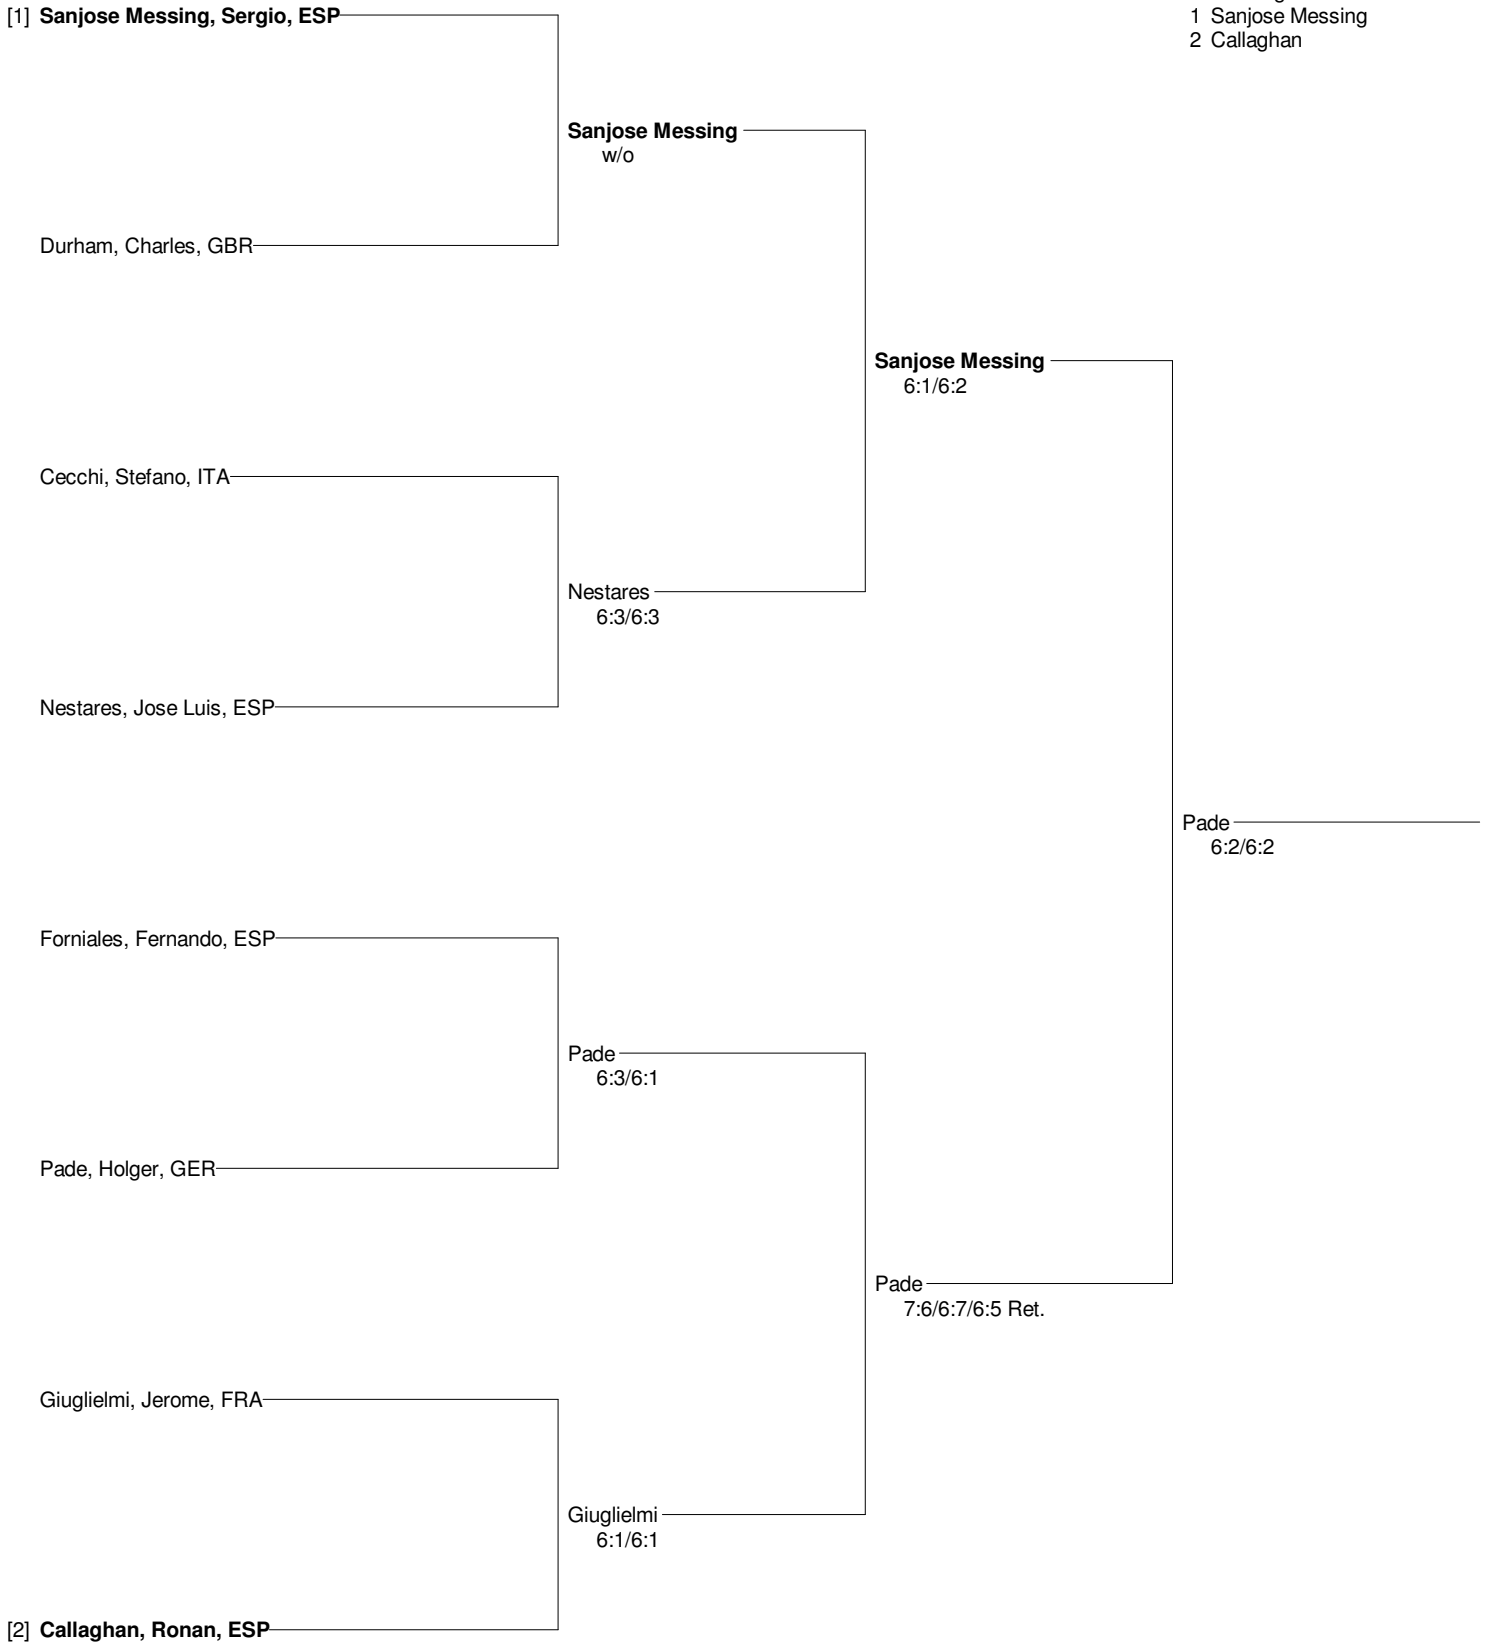 [1] Sanjose Messing, Sergio, ESP
1 Sanjose Messing
2 Callaghan
Sanjose Messing
w/o
Durham, Charles, GBR
Sanjose Messing
6:1/6:2
Cecchi, Stefano, ITA
Nestares
6:3/6:3
Nestares, Jose Luis, ESP
Pade
6:2/6:2
Forniales, Fernando, ESP
Pade
6:3/6:1
Pade, Holger, GER
Pade
7:6/6:7/6:5 Ret.
Giuglielmi, Jerome, FRA
Giuglielmi
6:1/6:1
[2] Callaghan, Ronan, ESP